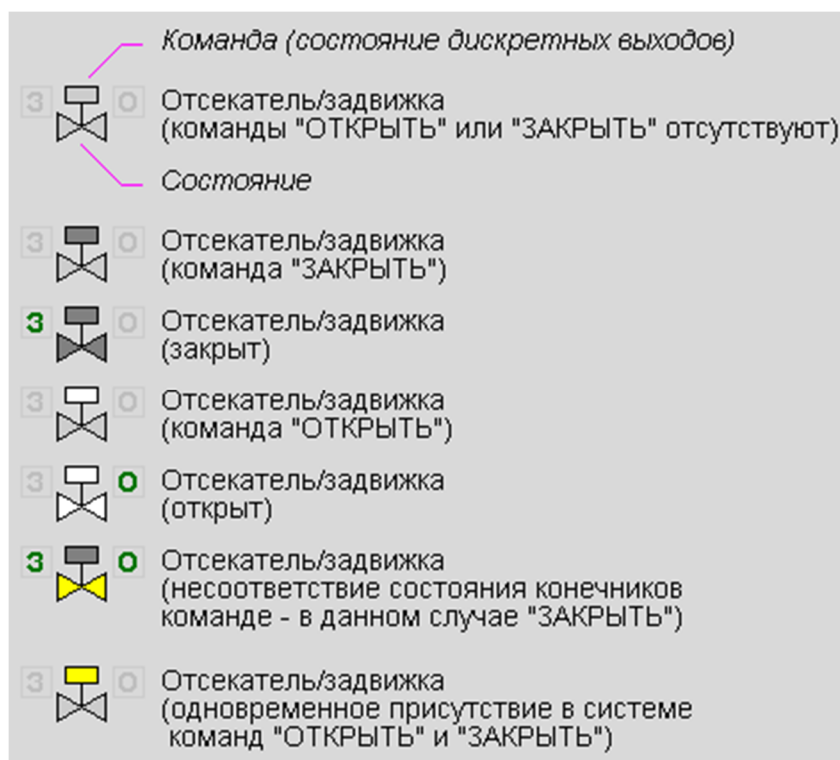 Команда (состояние дискретных выходов)
З О Отсекатель/задвижка
(команды "ОТКРЫТЬ" или "ЗАКРЫТЬ" отсутствуют)
Состояние
З О Отсекатель/задвижка
(команда "ЗАКРЫТЬ")
З О Отсекатель/задвижка
(закрыт)
З О Отсекатель/задвижка
(команда "ОТКРЫТЬ")
З О Отсекатель/задвижка
(открыт)
З О Отсекатель/задвижка
(несоответствие состояния конечников
команде - в данном случае "ЗАКРЫТЬ")
З О Отсекатель/задвижка
(одновременное присутствие в системе
команд "ОТКРЫТЬ" и "ЗАКРЫТЬ")